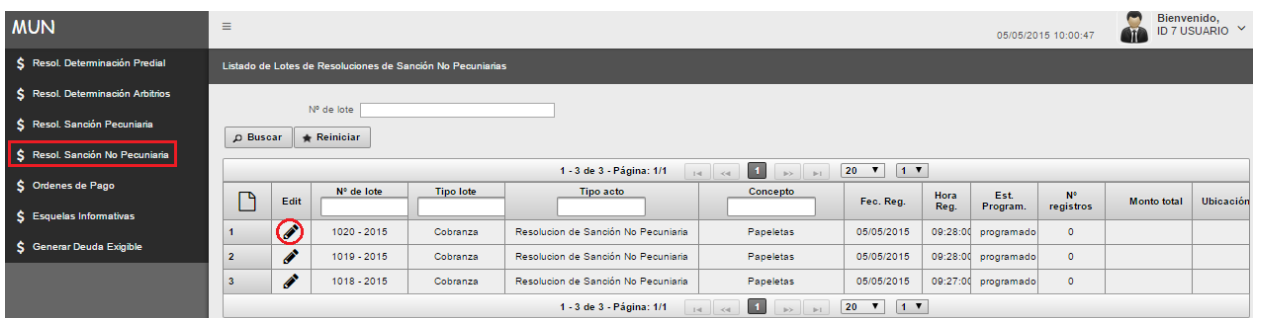 MUN
05/05/2015 10:00:47
Bienvenido,
ID 7 USUARIO
$ Resol. Determinación Predial
$ Resol. Determinación Arbitrios
$ Resol. Sanción Pecuniaria
$ Resol. Sanción No Pecuniaria
$ Ordenes de Pago
$ Esquelas Informativas
$ Generar Deuda Exigible
Listado de Lotes de Resoluciones de Sanción No Pecuniarias
Nº de lote
Buscar Reiniciar
1 - 3 de 3 - Página: 1/1 1 20 1
Edit Nº de lote Tipo lote Tipo acto Concepto Fec. Reg. Hora Reg. Est. Program. Nº registros Monto total Ubicación
1 1020 - 2015 Cobranza Resolucion de Sanción No Pecuniaria Papeletas 05/05/2015 09:28:00 programado 0
2 1019 - 2015 Cobranza Resolucion de Sanción No Pecuniaria Papeletas 05/05/2015 09:28:00 programado 0
3 1018 - 2015 Cobranza Resolucion de Sanción No Pecuniaria Papeletas 05/05/2015 09:27:00 programado 0
1 - 3 de 3 - Página: 1/1 1 20 1